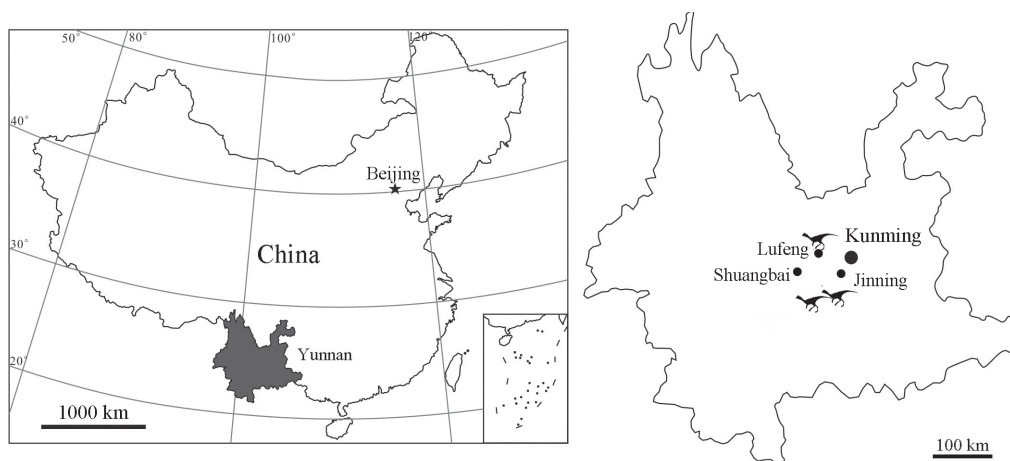 50°
80°
100°
120°
40°
Beijing
30°
China
20°
Yunnan
1000 km
Kunming
Lufeng
Shuangbai
Jinning
100 km